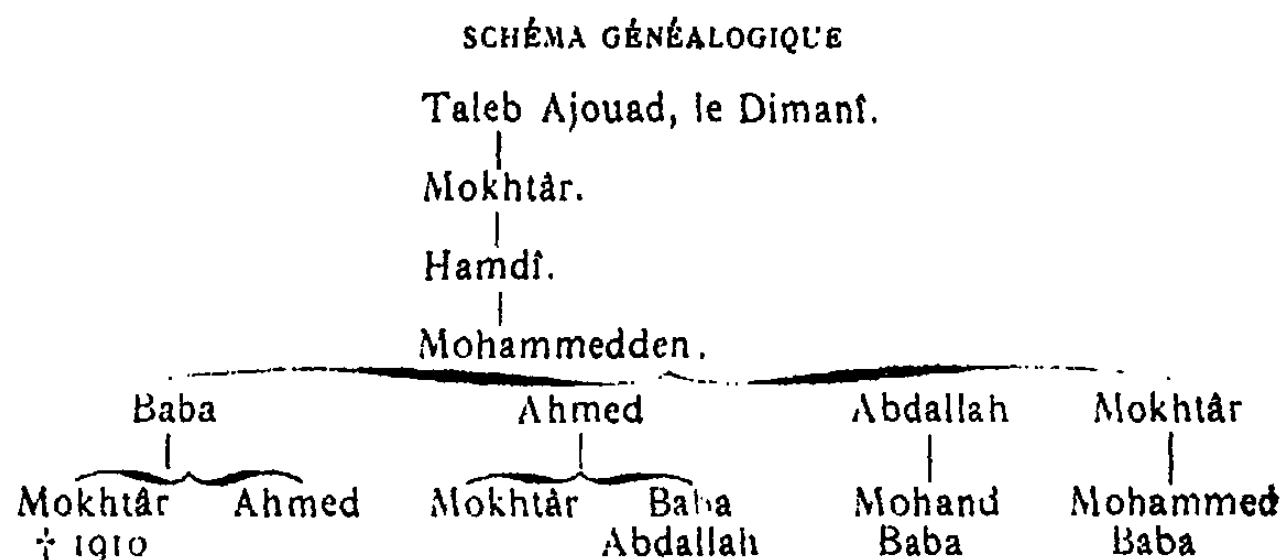 SCHÉMA GÉNÉALOGIQUE
Taleb Ajouad, le Dimanî.
Mokhtâr.
Hamdî.
Mohammedden.
Baba Ahmed Abdallah Mokhtâr
Mokhtâr Ahmed Mokhtâr Baba Mohand Mohammed
† 1910 Abdallah Baba Baba